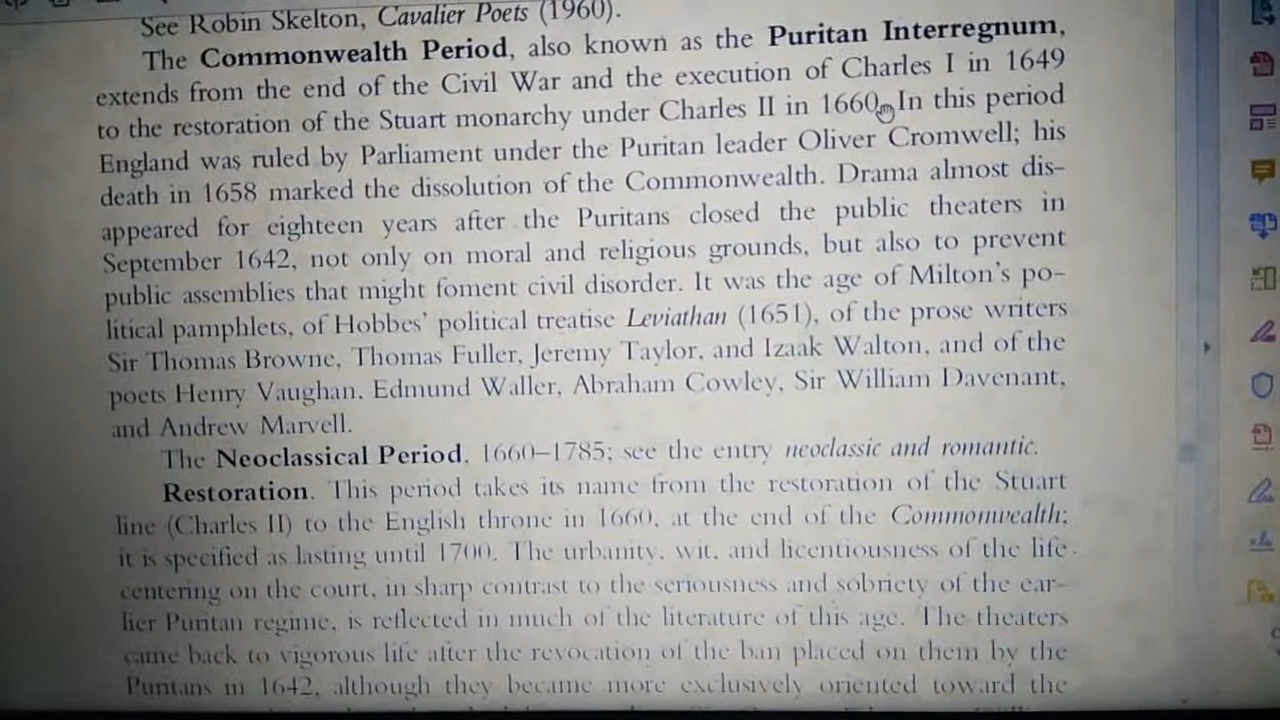 See Robin Skelton, Cavalier Poets (1960).
The Commonwealth Period, also known as the Puritan Interregnum,
extends from the end of the Civil War and the execution of Charles I in 1649
to the restoration of the Stuart monarchy under Charles II in 1660. In this period
England was ruled by Parliament under the Puritan leader Oliver Cromwell; his
death in 1658 marked the dissolution of the Commonwealth. Drama almost dis-
appeared for eighteen years after the Puritans closed the public theaters in
September 1642, not only on moral and religious grounds, but also to prevent
public assemblies that might foment civil disorder. It was the age of Milton's po-
litical pamphlets, of Hobbes' political treatise Leviathan (1651), of the prose writers
Sir Thomas Browne, Thomas Fuller, Jeremy Taylor, and Izaak Walton, and of the
poets Henry Vaughan, Edmund Waller, Abraham Cowley, Sir William Davenant,
and Andrew Marvell.
The Neoclassical Period, 1660–1785; see the entry neoclassic and romantic.
Restoration. This period takes its name from the restoration of the Stuart
line (Charles II) to the English throne in 1660, at the end of the Commonwealth;
it is specified as lasting until 1700. The urbanity, wit, and licentiousness of the life
centering on the court, in sharp contrast to the seriousness and sobriety of the ear-
lier Puritan regime, is reflected in much of the literature of this age. The theaters
came back to vigorous life after the revocation of the ban placed on them by the
Puritans in 1642, although they became more exclusively oriented toward the